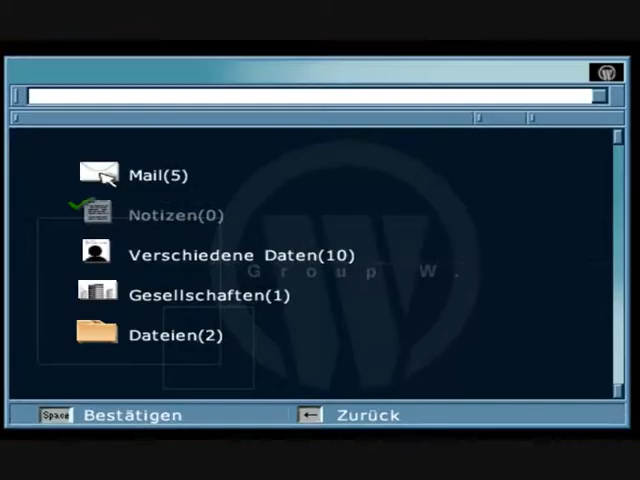 W
Mail(5)
Notizen(0)
Verschiedene Daten(10)
Group W.
Gesellschaften(1)
Dateien(2)
Space Bestätigen ← Zurück